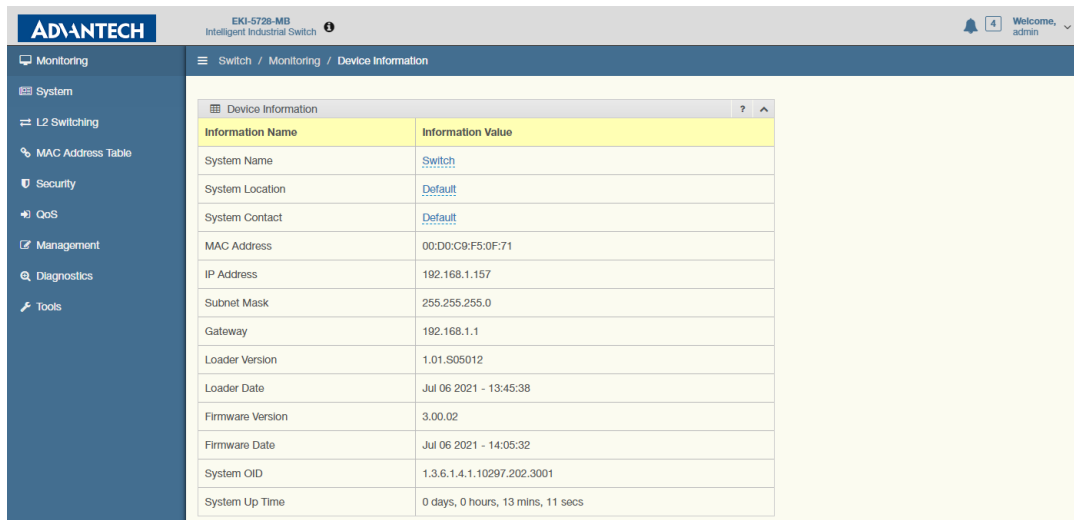 ADVANTECH
EKI-5728-MB
Intelligent Industrial Switch
4
Welcome,
admin
Monitoring
Switch / Monitoring / Device Information
System
L2 Switching
MAC Address Table
Security
QoS
Management
Diagnostics
Tools
Device Information ?
Information Name Information Value
System Name Switch
System Location Default
System Contact Default
MAC Address 00:D0:C9:F5:0F:71
IP Address 192.168.1.157
Subnet Mask 255.255.255.0
Gateway 192.168.1.1
Loader Version 1.01.S05012
Loader Date Jul 06 2021 - 13:45:38
Firmware Version 3.00.02
Firmware Date Jul 06 2021 - 14:05:32
System OID 1.3.6.1.4.1.10297.202.3001
System Up Time 0 days, 0 hours, 13 mins, 11 secs